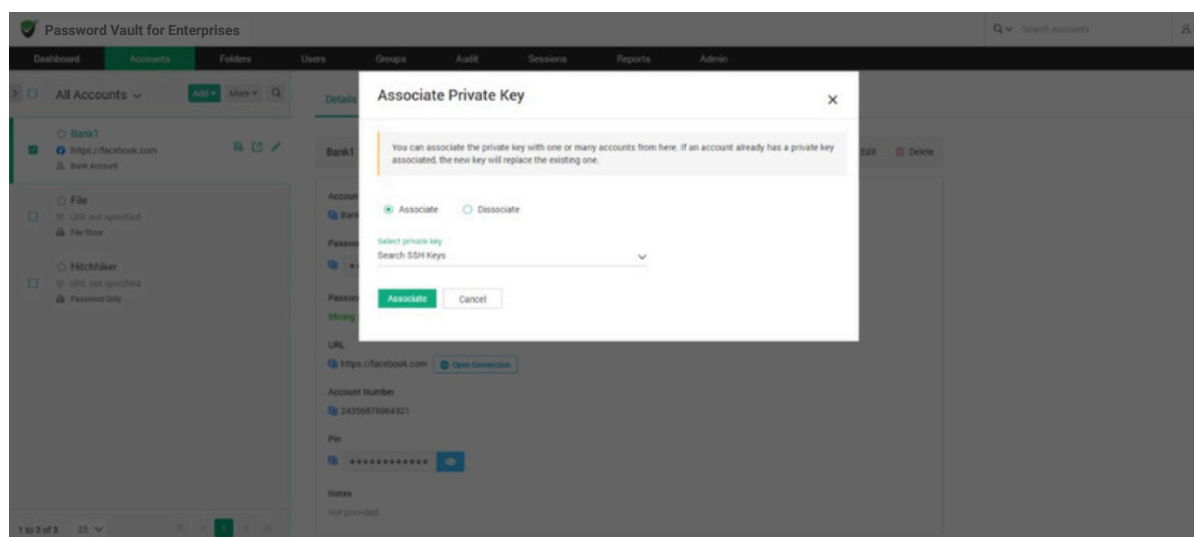 Password Vault for Enterprises
Search Accounts
Dashboard Accounts Folders Users Groups Audit Sessions Reports Admin
All Accounts Add More
Details
Bank1
https://facebook.com
Bank Account
File
URL not specified
File Store
Hitchhiker
URL not specified
Password Only
1 to 3 of 3 25 1
Bank1 Edit Delete
Associate Private Key
You can associate the private key with one or many accounts from here. If an account already has a private key
associated, the new key will replace the existing one.
Associate Dissociate
Select private key
Search SSH Keys
Associate Cancel
Strong
URL
https://facebook.com Open Connection
Account Number
24356878964321
Pin
************
Notes
Not provided